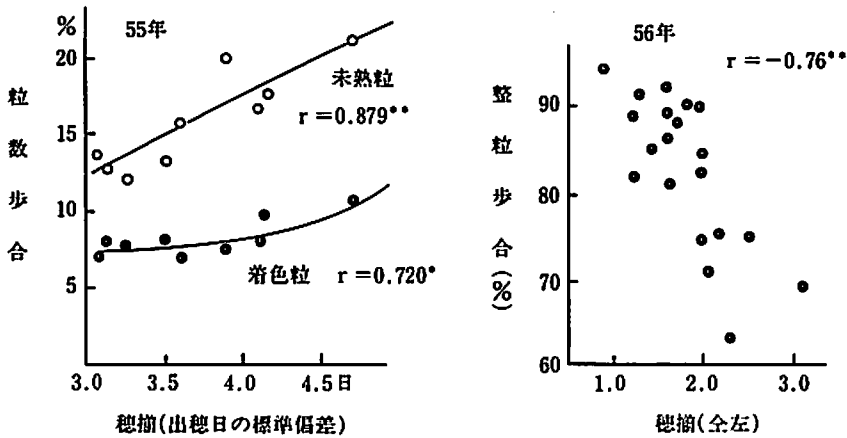 55年
%
20
15
10
5
粒数歩合
未熟粒
r=0.879**
着色粒 r=0.720*
3.0 3.5 4.0 4.5日
穂揃(出穂日の標準偏差)
56年
r=-0.76**
整粒歩合(%)
90
80
70
60
1.0 2.0 3.0
穂揃(仝左)